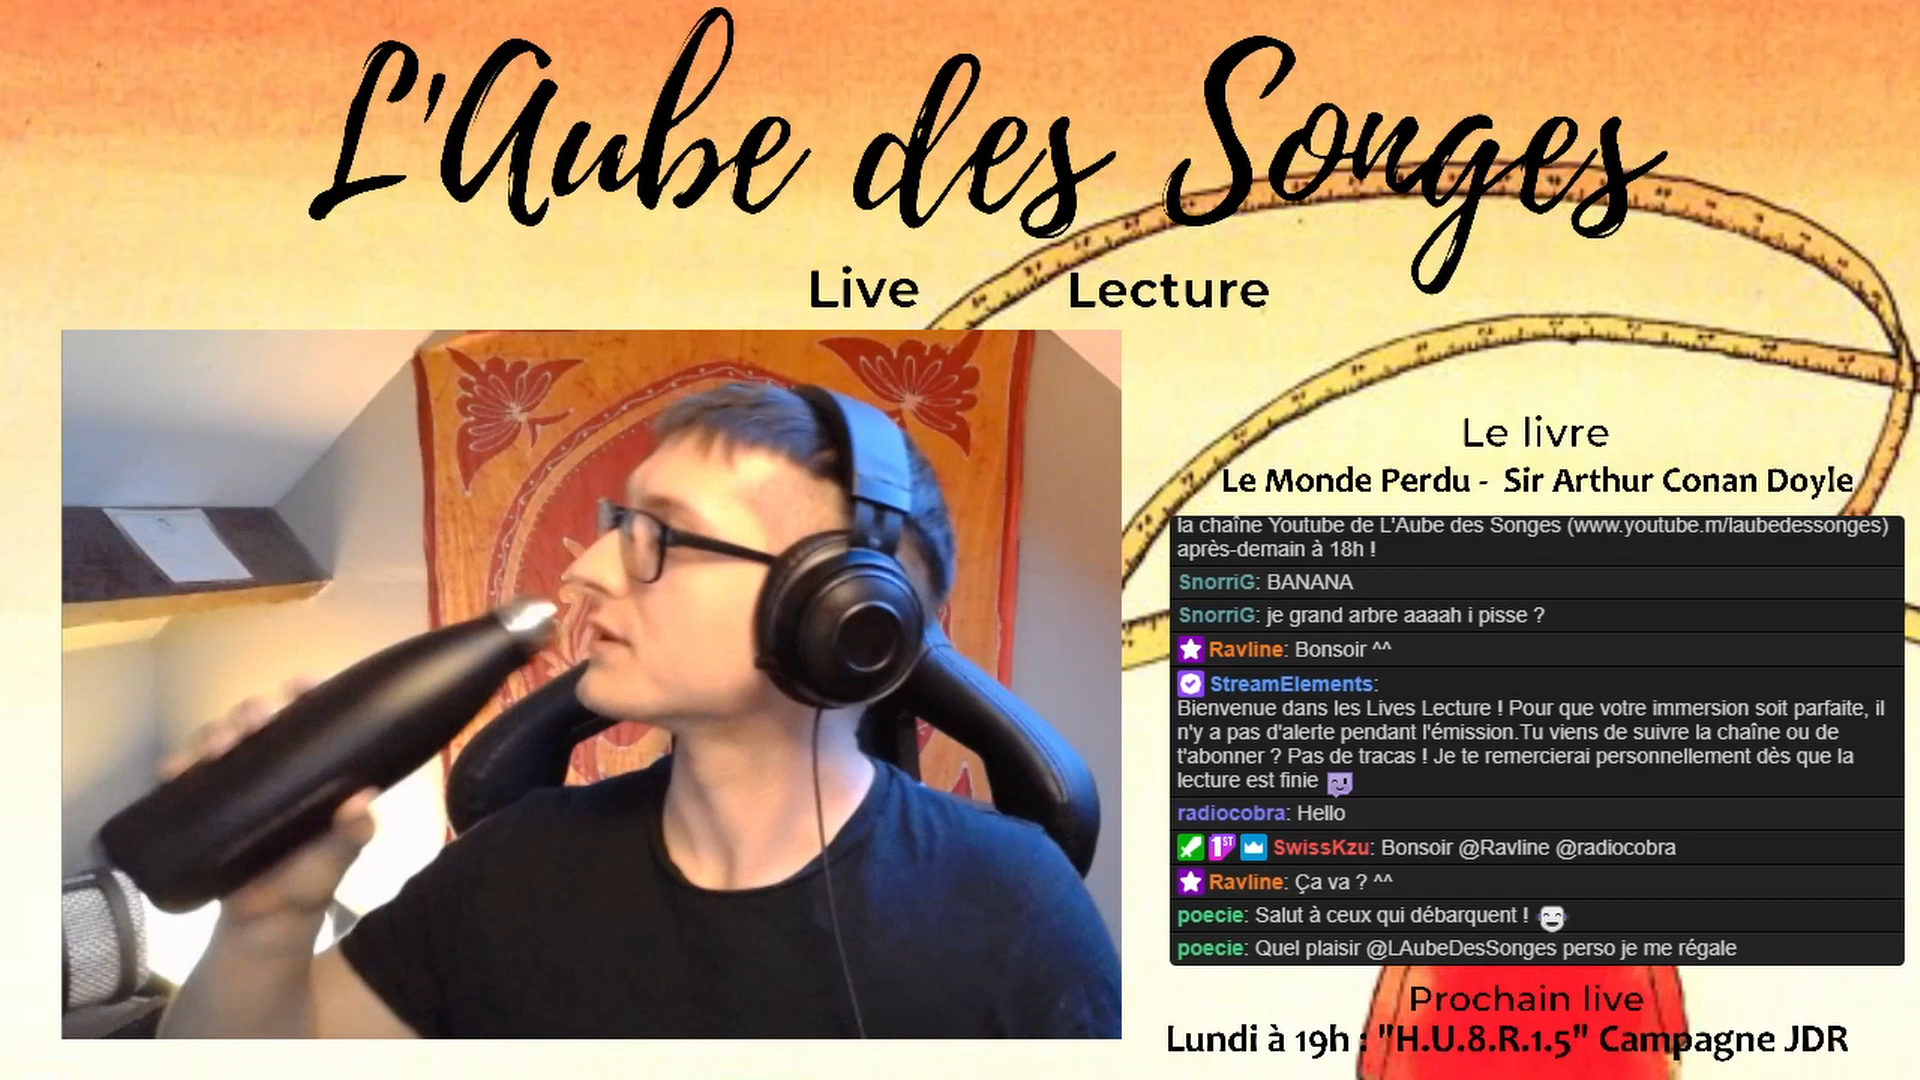 L'Aube des Songes
Live Lecture
Le livre
Le Monde Perdu - Sir Arthur Conan Doyle
la chaîne Youtube de L'Aube des Songes (www.youtube.m/laubedessonges)
après-demain à 18h !
SnorriG: BANANA
SnorriG: je grand arbre aaaah i pisse ?
Ravline: Bonsoir ^^
StreamElements:
Bienvenue dans les Lives Lecture ! Pour que votre immersion soit parfaite, il
n'y a pas d'alerte pendant l'émission.Tu viens de suivre la chaîne ou de
t'abonner ? Pas de tracas ! Je te remercierai personnellement dès que la
lecture est finie
radiocobra: Hello
1ST SwissKzu: Bonsoir @Ravline @radiocobra
Ravline: Ça va ? ^^
poecie: Salut à ceux qui débarquent !
poecie: Quel plaisir @LAubeDesSonges perso je me régale
Prochain live
Lundi à 19h : "H.U.8.R.1.5" Campagne JDR